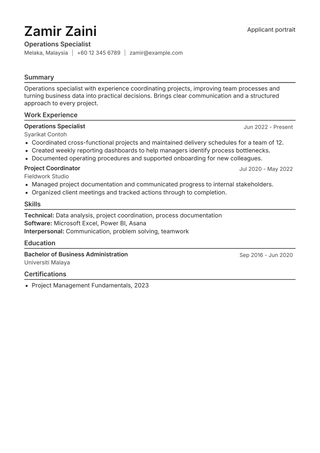 Zamir Zaini
Applicant portrait
Operations Specialist
Melaka, Malaysia | +60 12 345 6789 | zamir@example.com
Summary
Operations specialist with experience coordinating projects, improving team processes and
turning business data into practical decisions. Brings clear communication and a structured
approach to every project.
Work Experience
Operations Specialist
Jun 2022 - Present
Syarikat Contoh
• Coordinated cross-functional projects and maintained delivery schedules for a team of 12.
• Created weekly reporting dashboards to help managers identify process bottlenecks.
• Documented operating procedures and supported onboarding for new colleagues.
Project Coordinator
Jul 2020 - May 2022
Fieldwork Studio
• Managed project documentation and communicated progress to internal stakeholders.
• Organized client meetings and tracked actions through to completion.
Skills
Technical: Data analysis, project coordination, process documentation
Software: Microsoft Excel, Power BI, Asana
Interpersonal: Communication, problem solving, teamwork
Education
Bachelor of Business Administration
Sep 2016 - Jun 2020
Universiti Malaya
Certifications
• Project Management Fundamentals, 2023